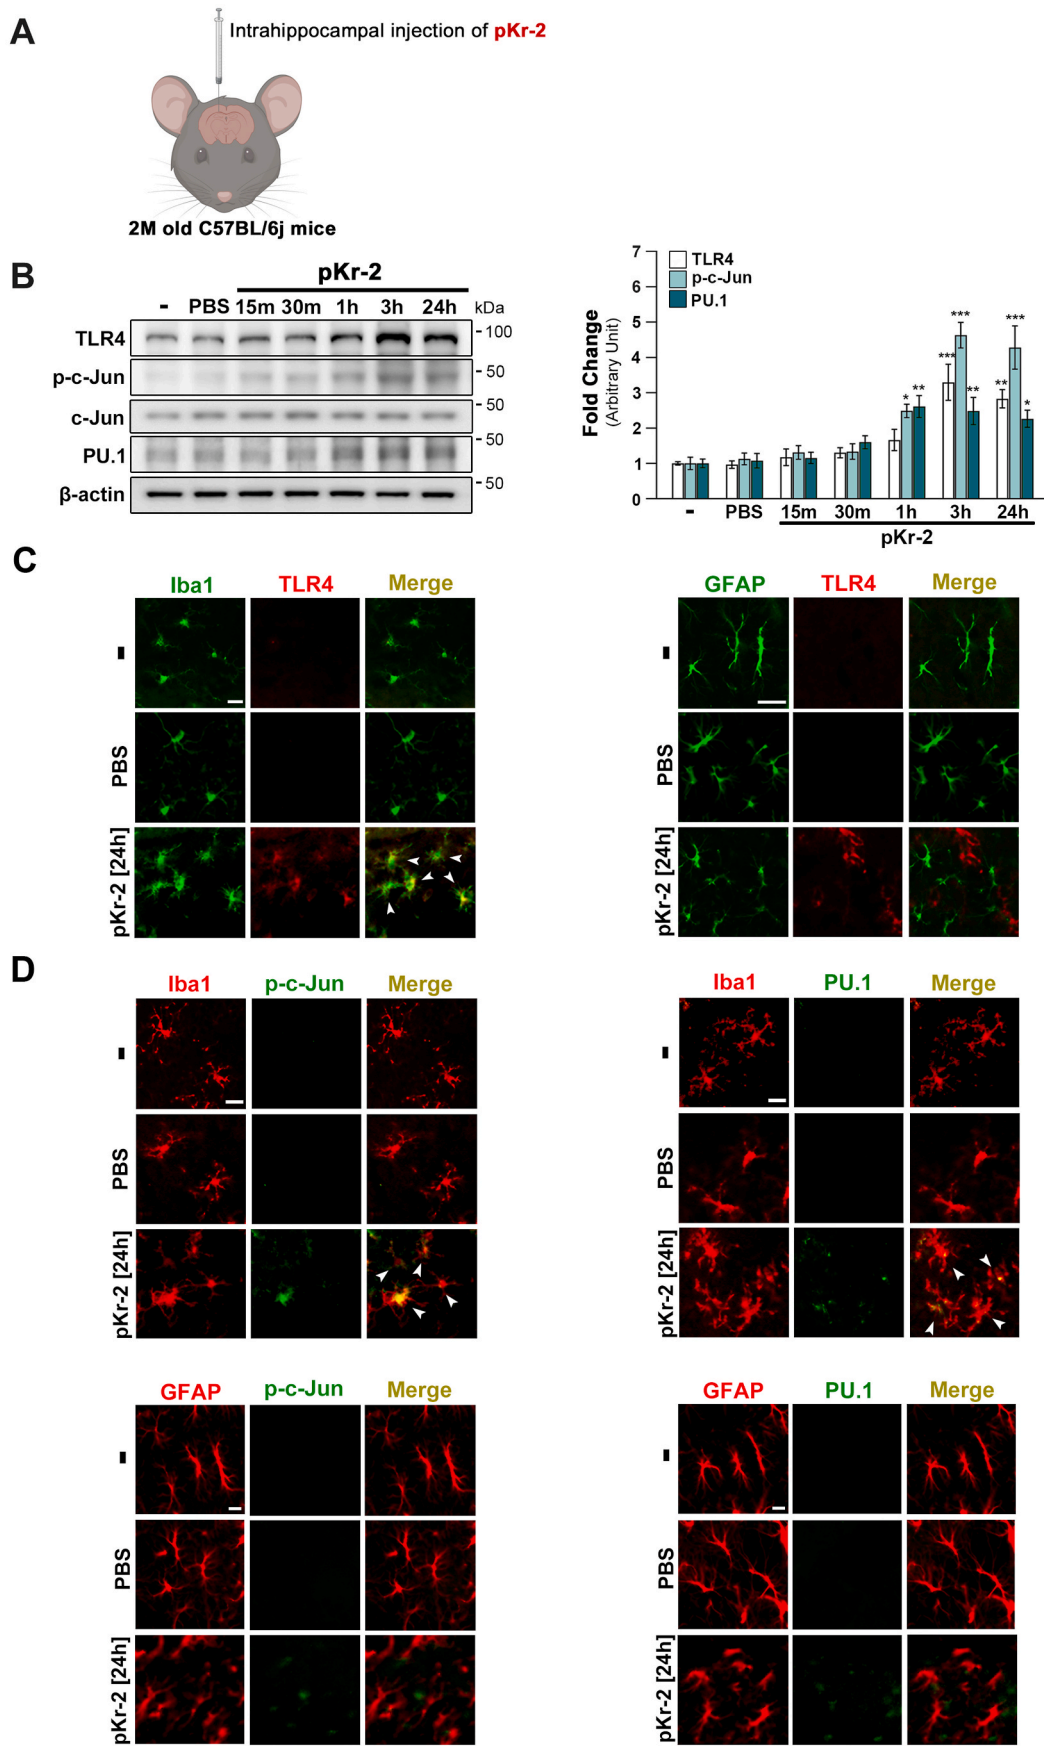 A
Intrahippocampal injection of pKr-2
2M old C57BL/6j mice
B
pKr-2
- PBS 15m 30m 1h 3h 24h kDa
TLR4 - 100
p-c-Jun - 50
c-Jun - 50
PU.1 - 50
β-actin - 50
Fold Change
(Arbitrary Unit)
7
6
5
4
3
2
1
0
TLR4
p-c-Jun
PU.1
* **
*** *** **
** *** *
- PBS 15m 30m 1h 3h 24h
pKr-2
C
Iba1 TLR4 Merge
-
PBS
pKr-2 [24h]
GFAP TLR4 Merge
-
PBS
pKr-2 [24h]
D
Iba1 p-c-Jun Merge
-
PBS
pKr-2 [24h]
Iba1 PU.1 Merge
-
PBS
pKr-2 [24h]
GFAP p-c-Jun Merge
-
PBS
pKr-2 [24h]
GFAP PU.1 Merge
-
PBS
pKr-2 [24h]